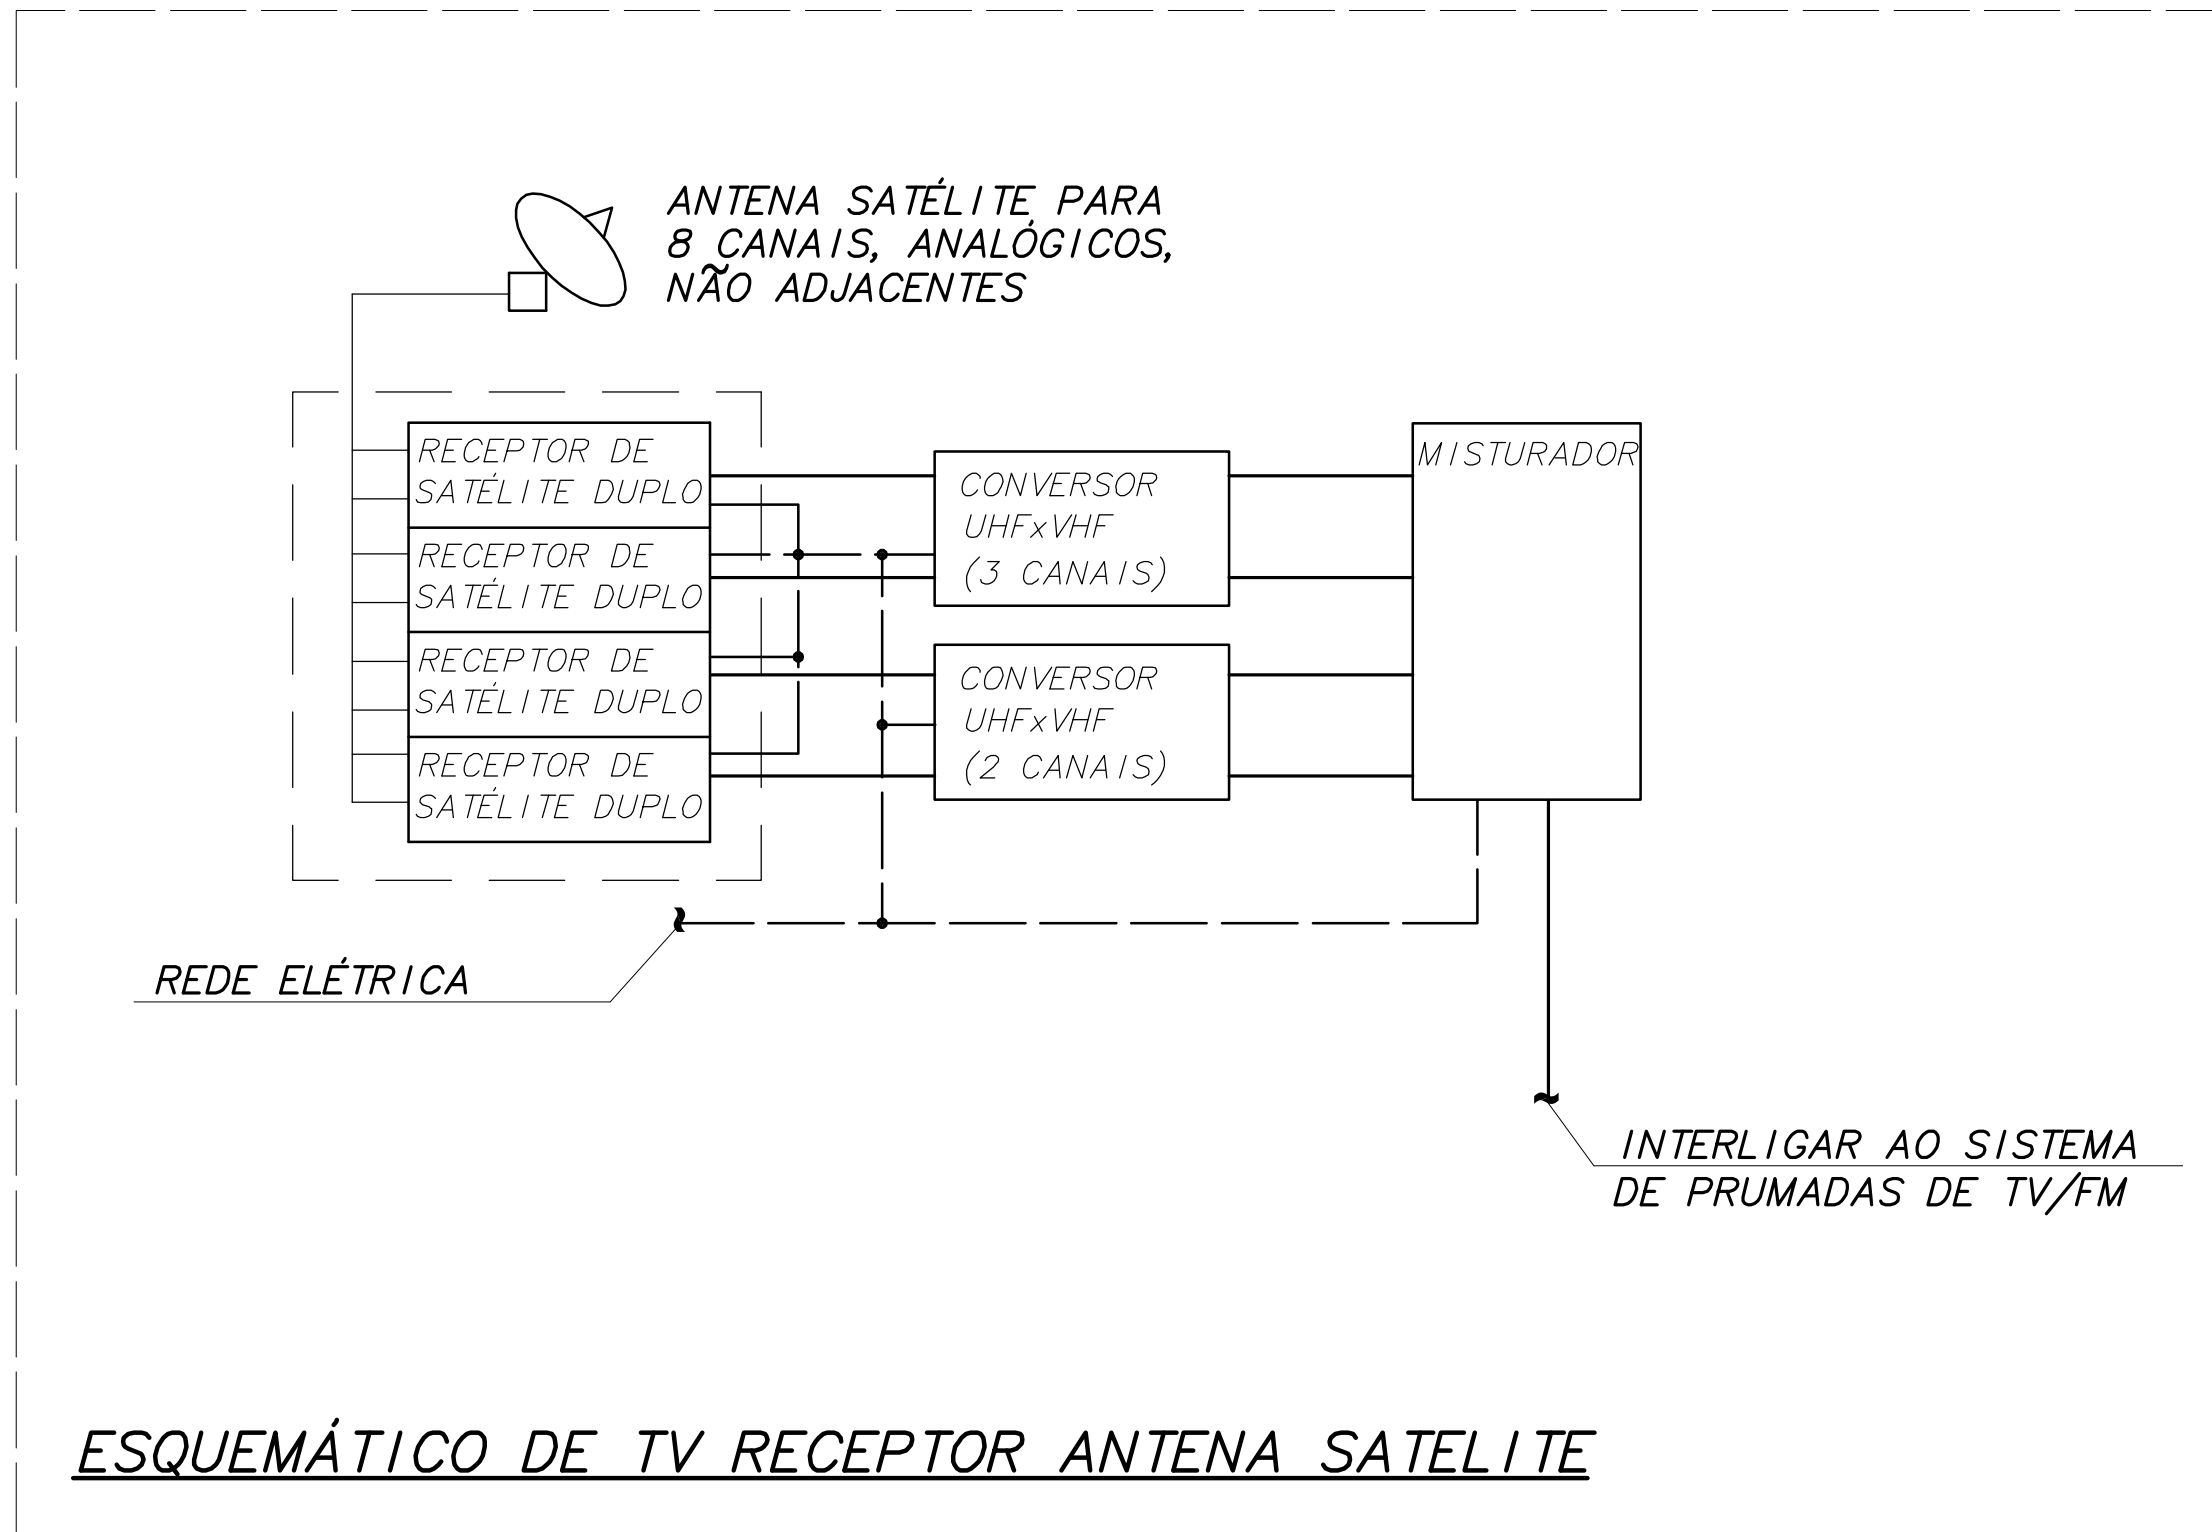 ANTENA SATÉLITE PARA
8 CANAIS, ANALÓGICOS,
NÃO ADJACENTES
RECEPTOR DE
SATÉLITE DUPLO
RECEPTOR DE
SATÉLITE DUPLO
RECEPTOR DE
SATÉLITE DUPLO
RECEPTOR DE
SATÉLITE DUPLO
CONVERSOR
UHFxVHF
(3 CANAIS)
CONVERSOR
UHFxVHF
(2 CANAIS)
MISTURADOR
REDE ELÉTRICA
INTERLIGAR AO SISTEMA
DE PRUMADAS DE TV/FM
ESQUEMÁTICO DE TV RECEPTOR ANTENA SATELITE